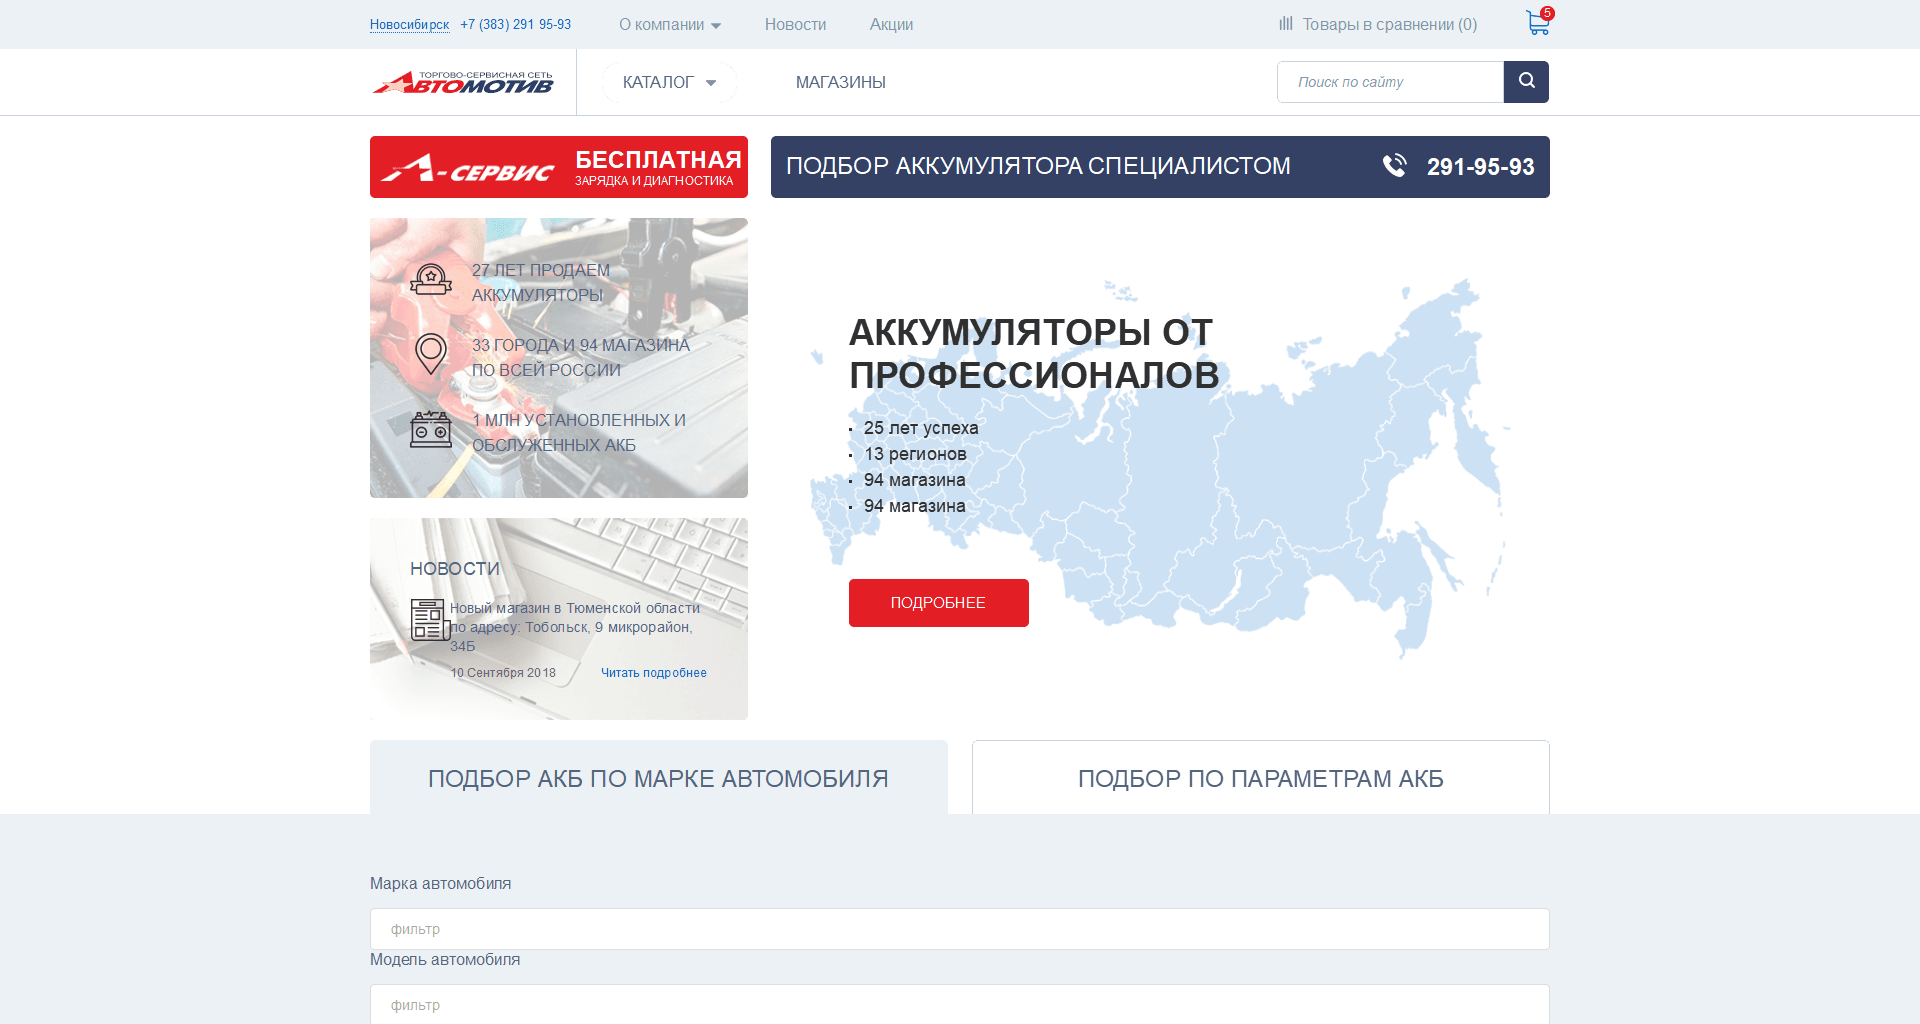 Новосибирск +7 (383) 291 95-93 О компании Новости Акции Товары в сравнении (0) 5
ТОРГОВО-СЕРВИСНАЯ СЕТЬ
АВТОМОТИВ
КАТАЛОГ МАГАЗИНЫ Поиск по сайту
А-СЕРВИС БЕСПЛАТНАЯ
ЗАРЯДКА И ДИАГНОСТИКА
ПОДБОР АККУМУЛЯТОРА СПЕЦИАЛИСТОМ 291-95-93
27 ЛЕТ ПРОДАЕМ
АККУМУЛЯТОРЫ
33 ГОРОДА И 94 МАГАЗИНА
ПО ВСЕЙ РОССИИ
1 МЛН УСТАНОВЛЕННЫХ И
ОБСЛУЖЕННЫХ АКБ
АККУМУЛЯТОРЫ ОТ
ПРОФЕССИОНАЛОВ
25 лет успеха
13 регионов
94 магазина
94 магазина
ПОДРОБНЕЕ
НОВОСТИ
Новый магазин в Тюменской области
по адресу: Тобольск, 9 микрорайон,
34Б
10 Сентября 2018 Читать подробнее
ПОДБОР АКБ ПО МАРКЕ АВТОМОБИЛЯ ПОДБОР ПО ПАРАМЕТРАМ АКБ
Марка автомобиля
фильтр
Модель автомобиля
фильтр